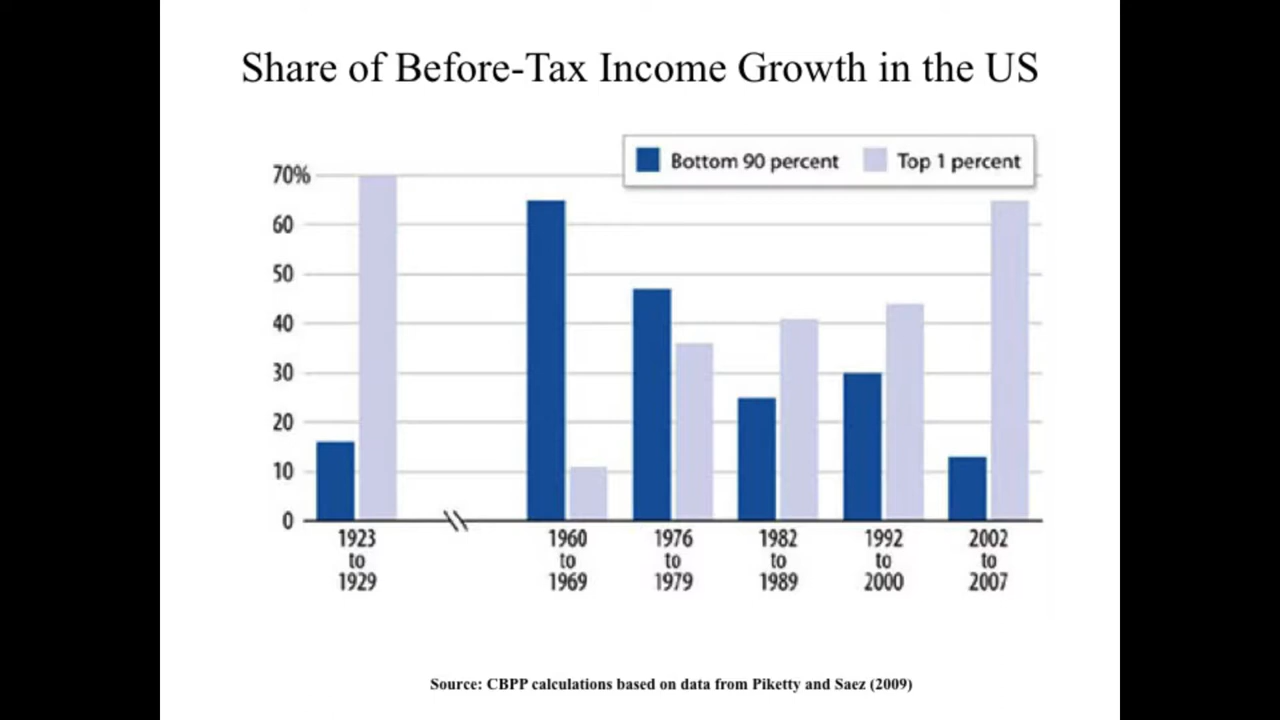 Share of Before-Tax Income Growth in the US
Bottom 90 percent
Top 1 percent
70%
60
50
40
30
20
10
0
1923
to
1929
1960
to
1969
1976
to
1979
1982
to
1989
1992
to
2000
2002
to
2007
Source: CBPP calculations based on data from Piketty and Saez (2009)